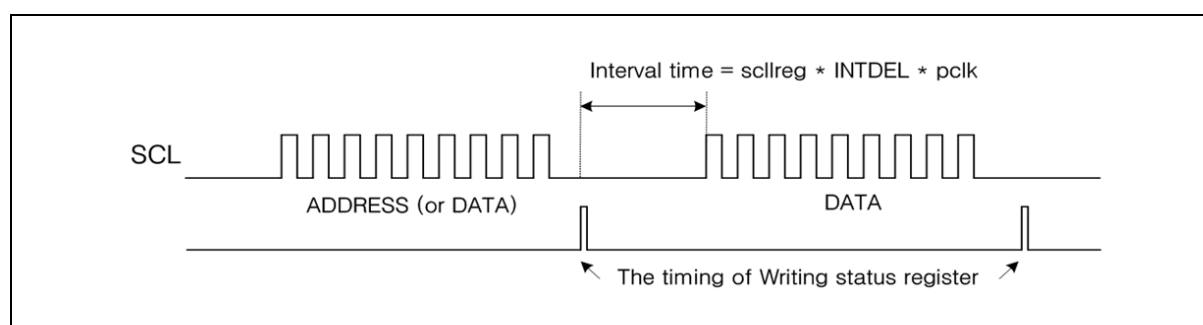 Interval time = scllreg * INTDEL * pclk
SCL
ADDRESS (or DATA)
DATA
The timing of Writing status register